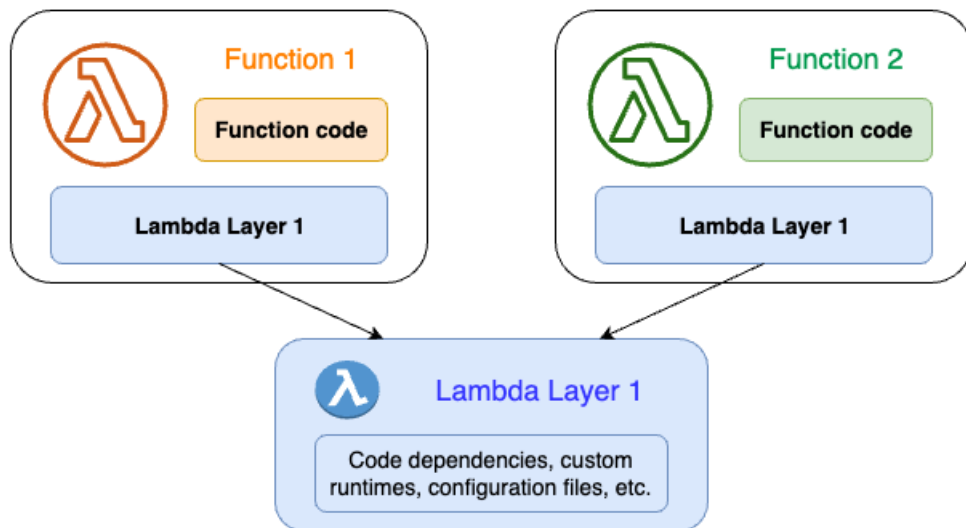 Function 1
Function code
Lambda Layer 1
Function 2
Function code
Lambda Layer 1
Lambda Layer 1
Code dependencies, custom
runtimes, configuration files, etc.